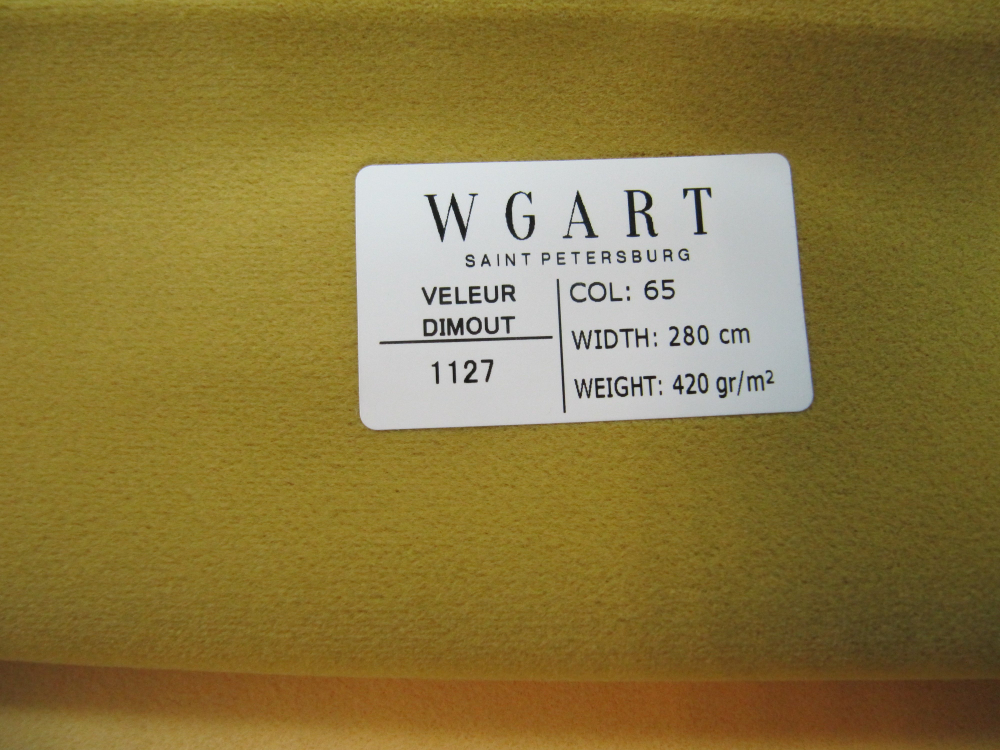 WGART
SAINT PETERSBURG
VELEUR
DIMOUT
1127
COL: 65
WIDTH: 280 cm
WEIGHT: 420 gr/m²